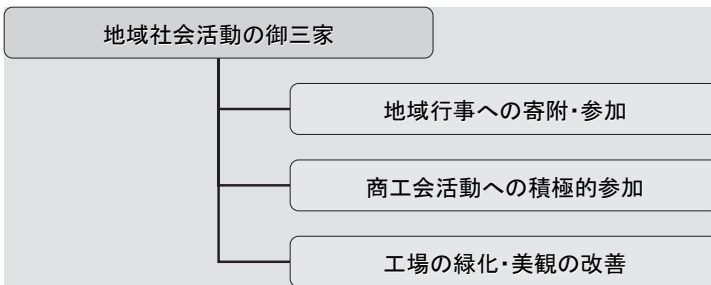 地域社会活動の御三家
地域行事への寄附・参加
商工会活動への積極的参加
工場の緑化・美観の改善